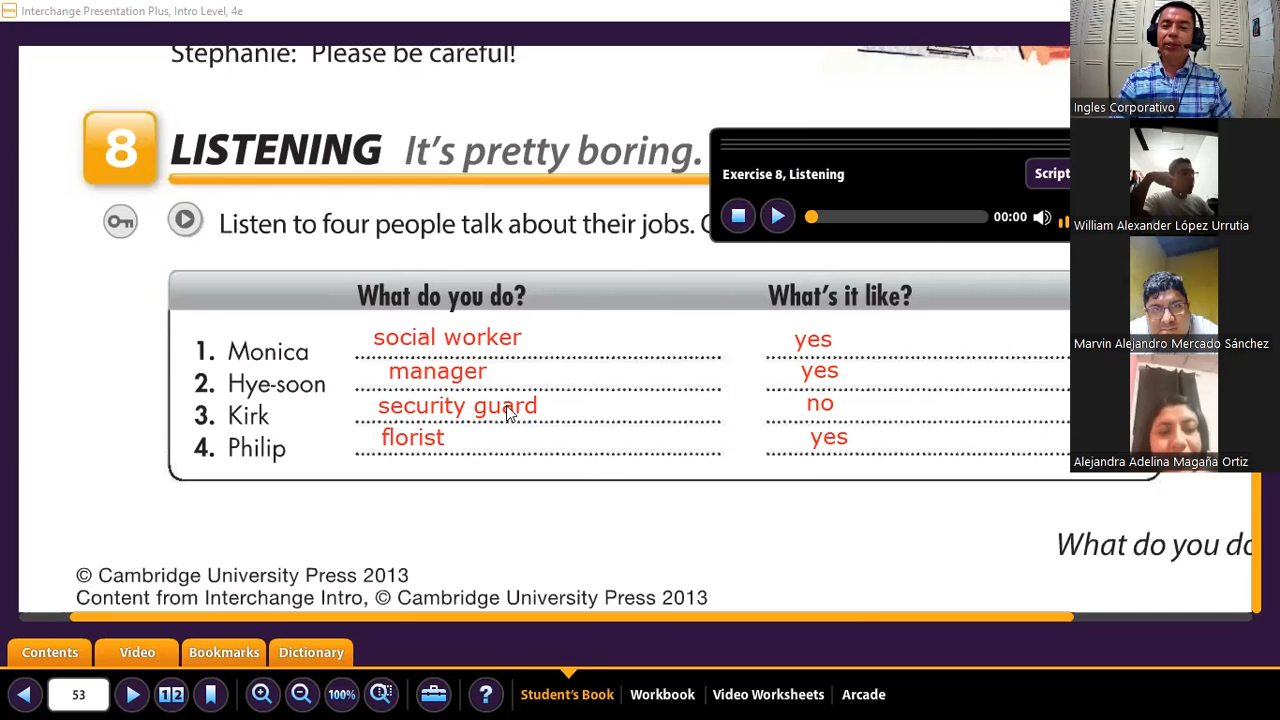 Interchange Presentation Plus, Intro Level, 4e
Stephanie: Please be careful!
8 LISTENING It's pretty boring.
Exercise 8, Listening
Script
00:00
Listen to four people talk about their jobs.
What do you do? What's it like?
1. Monica social worker yes
2. Hye-soon manager yes
3. Kirk security guard no
4. Philip florist yes
What do you do
© Cambridge University Press 2013
Content from Interchange Intro, © Cambridge University Press 2013
Ingles Corporativo
William Alexander López Urrutia
Marvin Alejandro Mercado Sánchez
Alejandra Adelina Magaña Ortiz
Contents Video Bookmarks Dictionary
53 1 2 100% ? Student's Book Workbook Video Worksheets Arcade